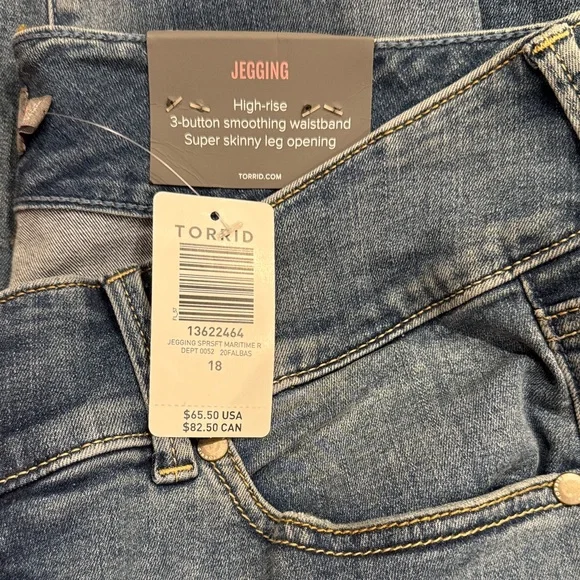 JEGGING
High-rise
3-button smoothing waistband
Super skinny leg opening
TORRID.COM
TORRID
13622464
JEGGING SPRSFT MARITIME R
DEPT 0052 20FALBAS
18
$65.50 USA
$82.50 CAN